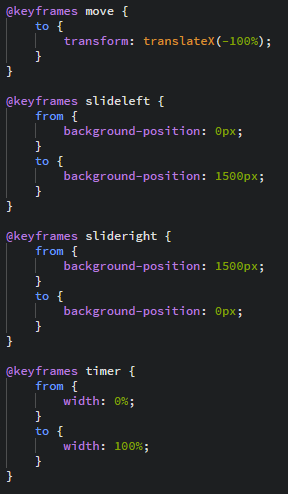 @keyframes move {
    to {
        transform: translateX(-100%);
    }
}

@keyframes slideleft {
    from {
        background-position: 0px;
    }
    to {
        background-position: 1500px;
    }
}

@keyframes slideright {
    from {
        background-position: 1500px;
    }
    to {
        background-position: 0px;
    }
}

@keyframes timer {
    from {
        width: 0%;
    }
    to {
        width: 100%;
    }
}